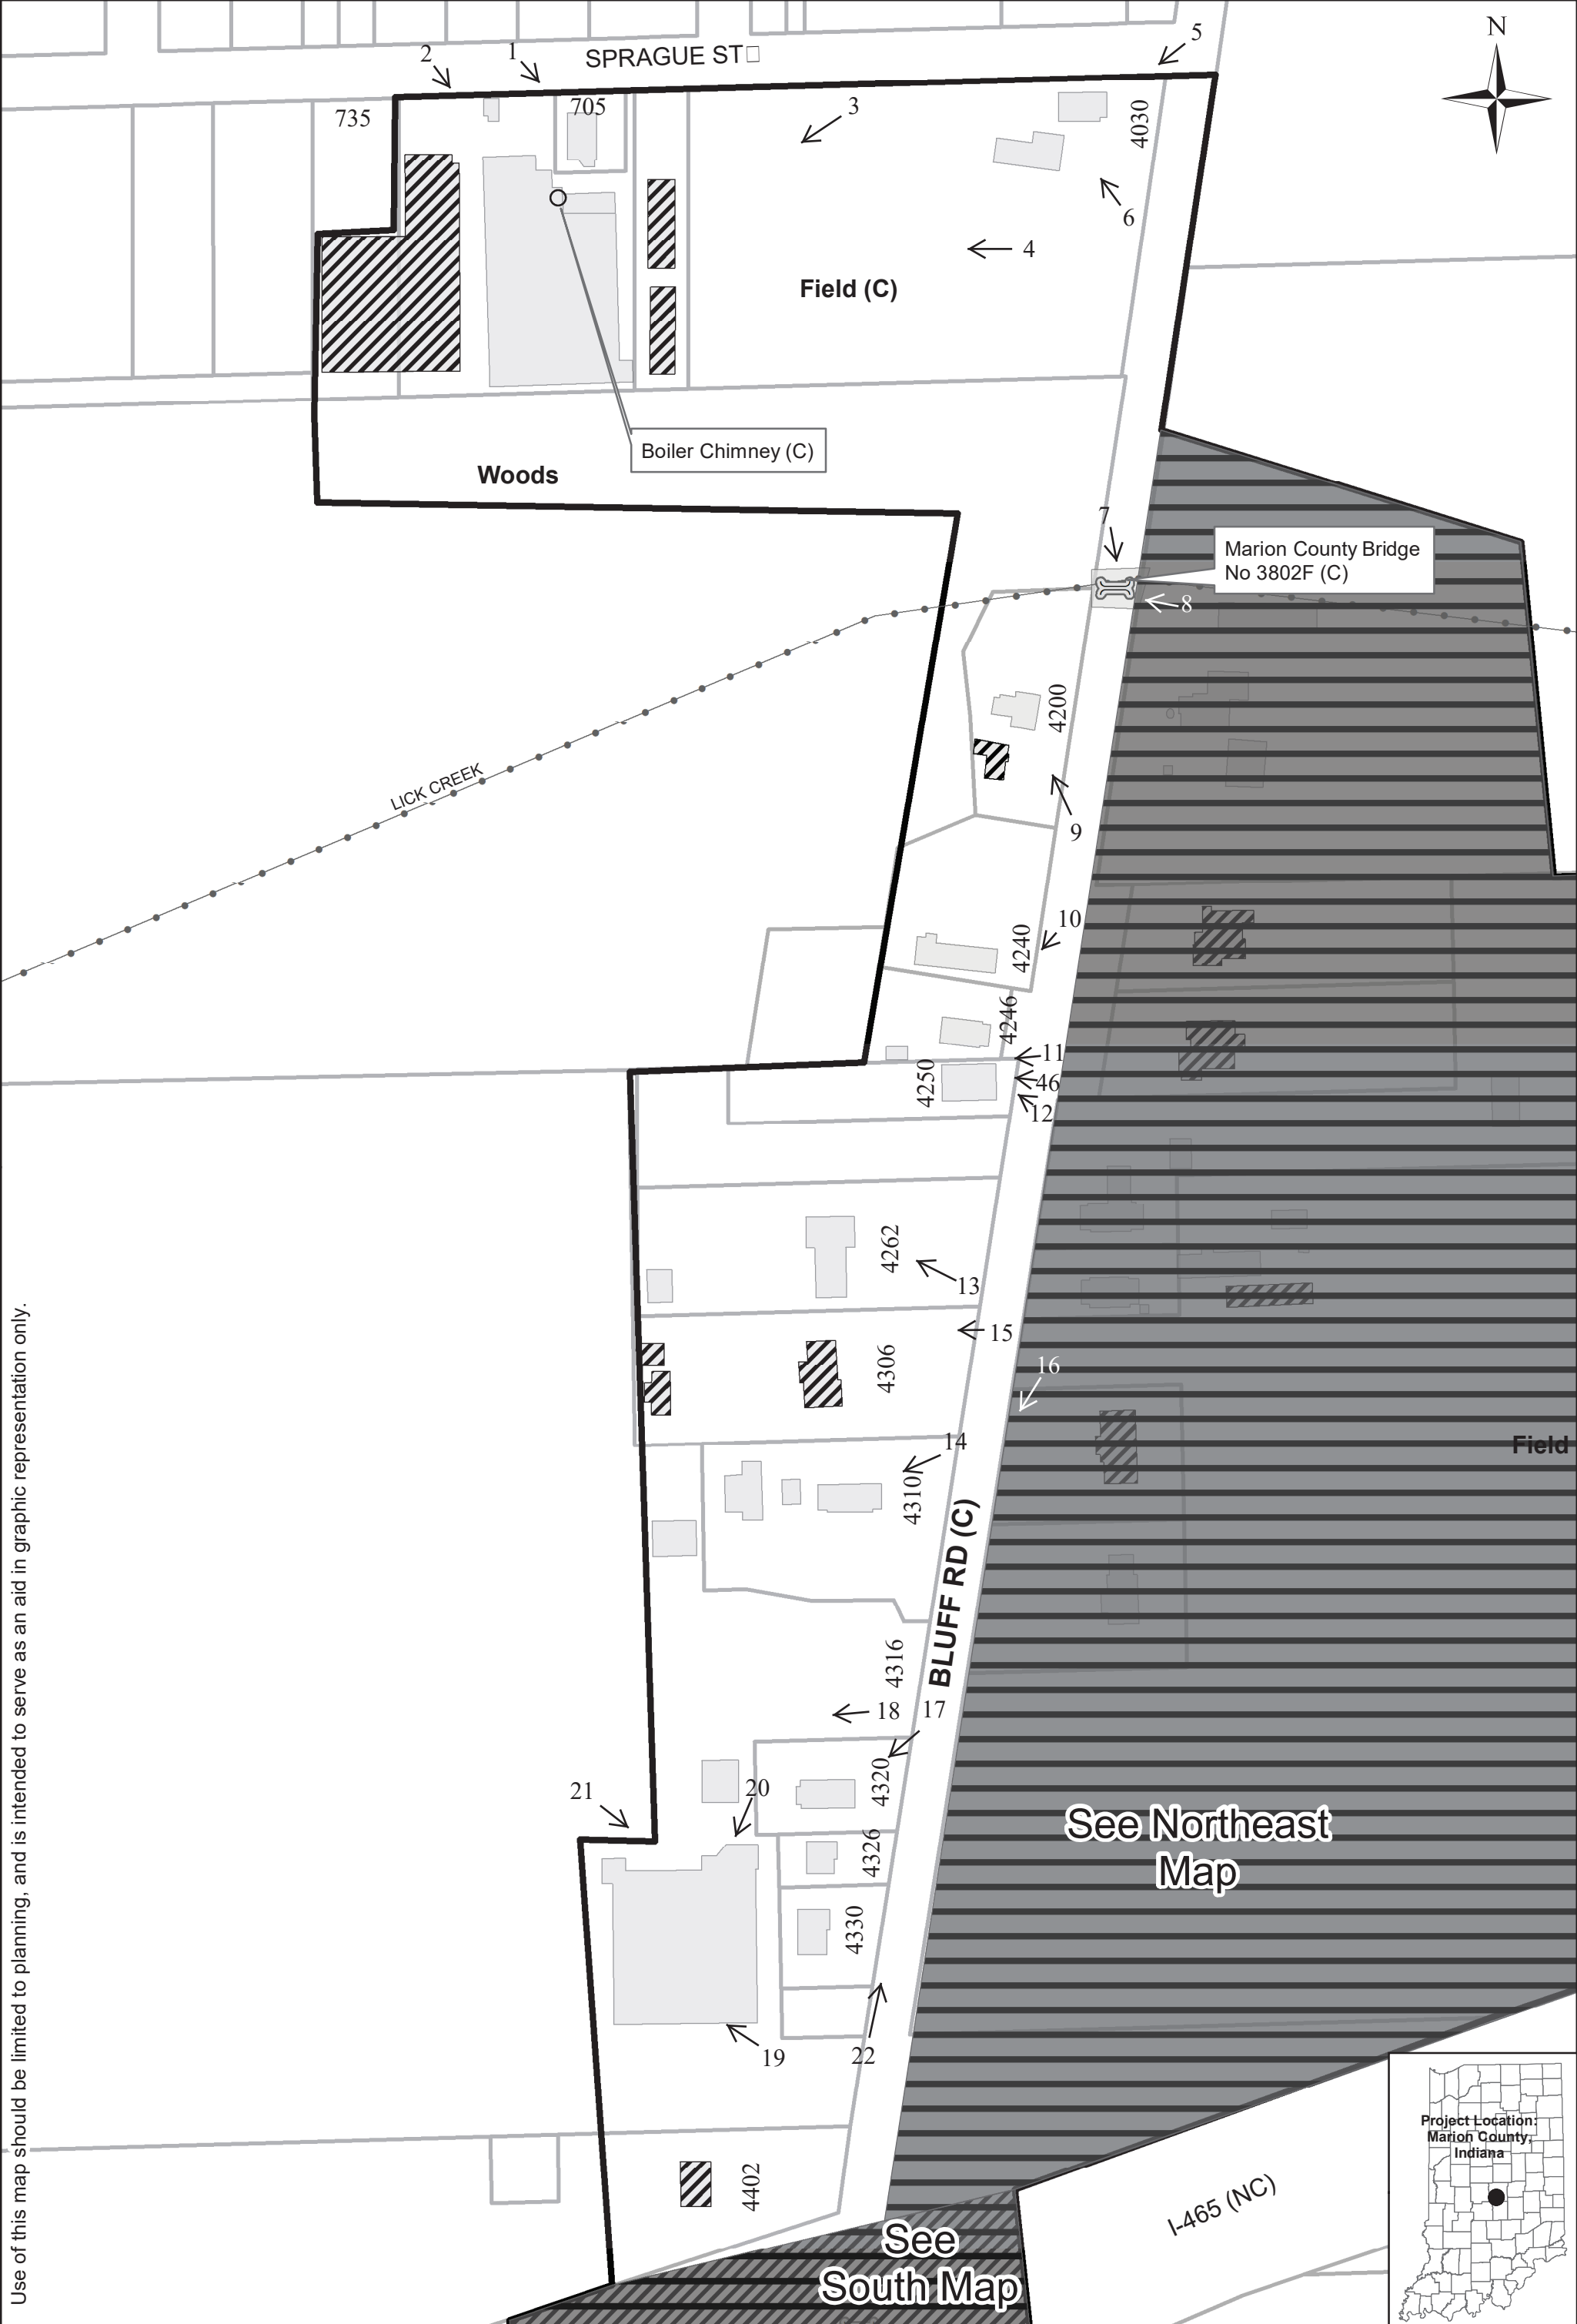 N
5
SPRAGUE ST
1
2
735
705
3
4030
6
4
Field (C)
Boiler Chimney (C)
Woods
7
Marion County Bridge
No 3802F (C)
8
4200
LICK CREEK
9
10
4240
4246
11
4250
46
12
4262
13
15
4306
16
14
4310
Field
BLUFF RD (C)
4316
18
17
4320
20
21
4326
See Northeast
Map
4330
19
22
4402
Project Location:
Marion County,
Indiana
I-465 (NC)
See
South Map
Use of this map should be limited to planning, and is intended to serve as an aid in graphic representation only.